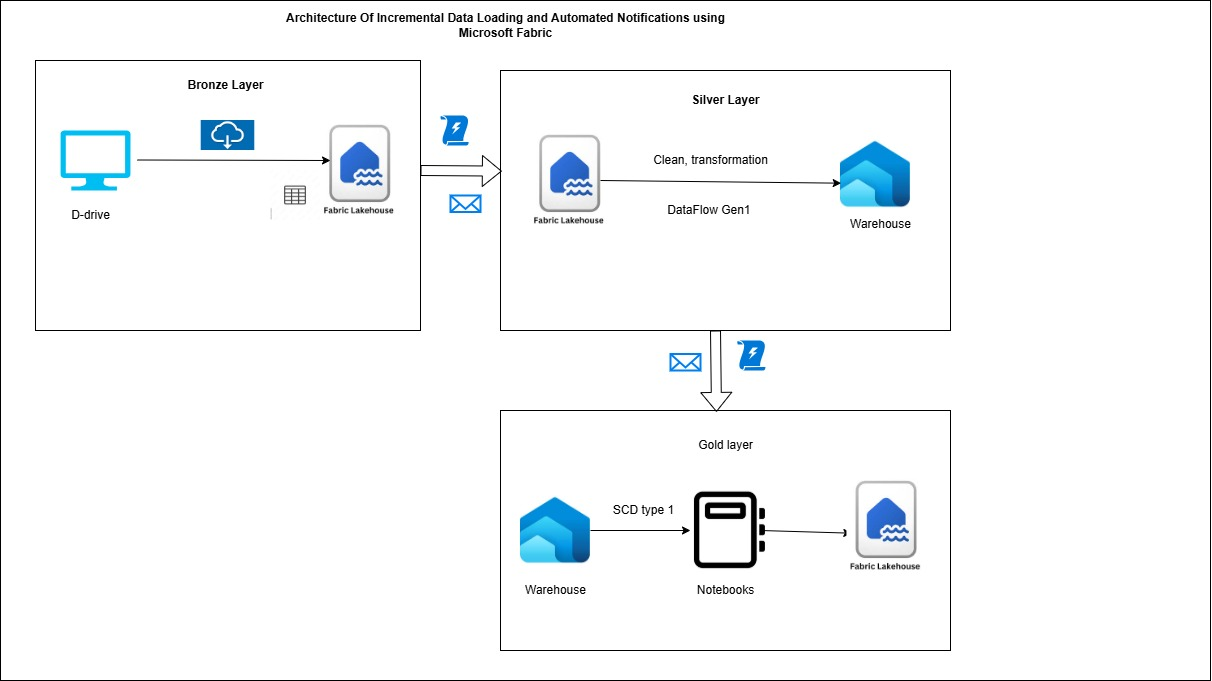 Architecture Of Incremental Data Loading and Automated Notifications using
Microsoft Fabric
Bronze Layer
D-drive
Fabric Lakehouse
Silver Layer
Fabric Lakehouse
Clean, transformation
DataFlow Gen1
Warehouse
Gold layer
Warehouse
SCD type 1
Notebooks
Fabric Lakehouse